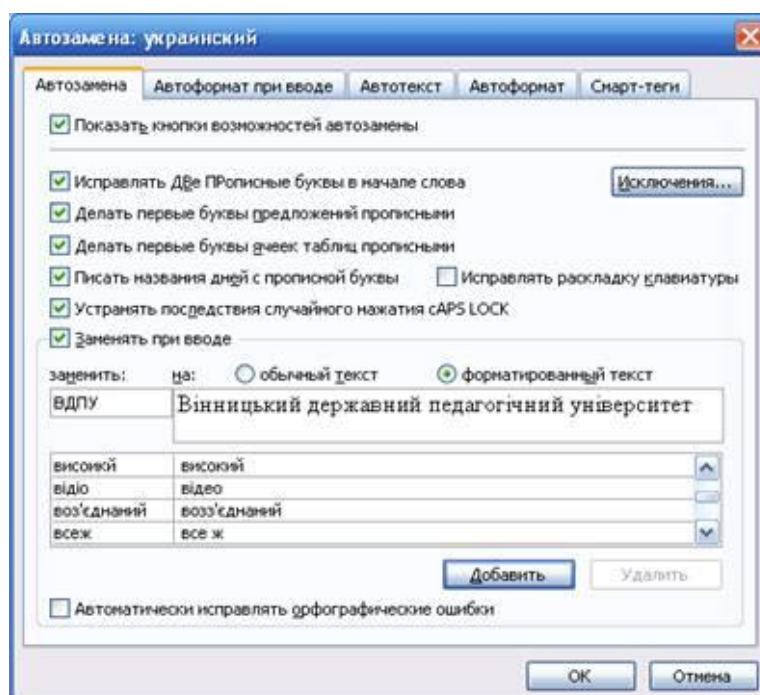 Автозамена: украинский
Автозамена Автоформат при вводе Автотекст Автоформат Смарт-теги
Показать кнопки возможностей автозамены
Исправлять ДВе ПРописные буквы в начале слова Исключения...
Делать первые буквы предложений прописными
Делать первые буквы ячеек таблиц прописными
Писать названия дней с прописной буквы Исправлять раскладку клавиатуры
Устранять последствия случайного нажатия cAPS LOCK
Заменять при вводе
заменить: на: обычный текст форматированный текст
ВДПУ Вінницький державний педагогічний університет
висоикй високий
відіо відео
воз'єднаний возз'єднаний
всеж все ж
Добавить Удалить
Автоматически исправлять орфографические ошибки
ОК Отмена